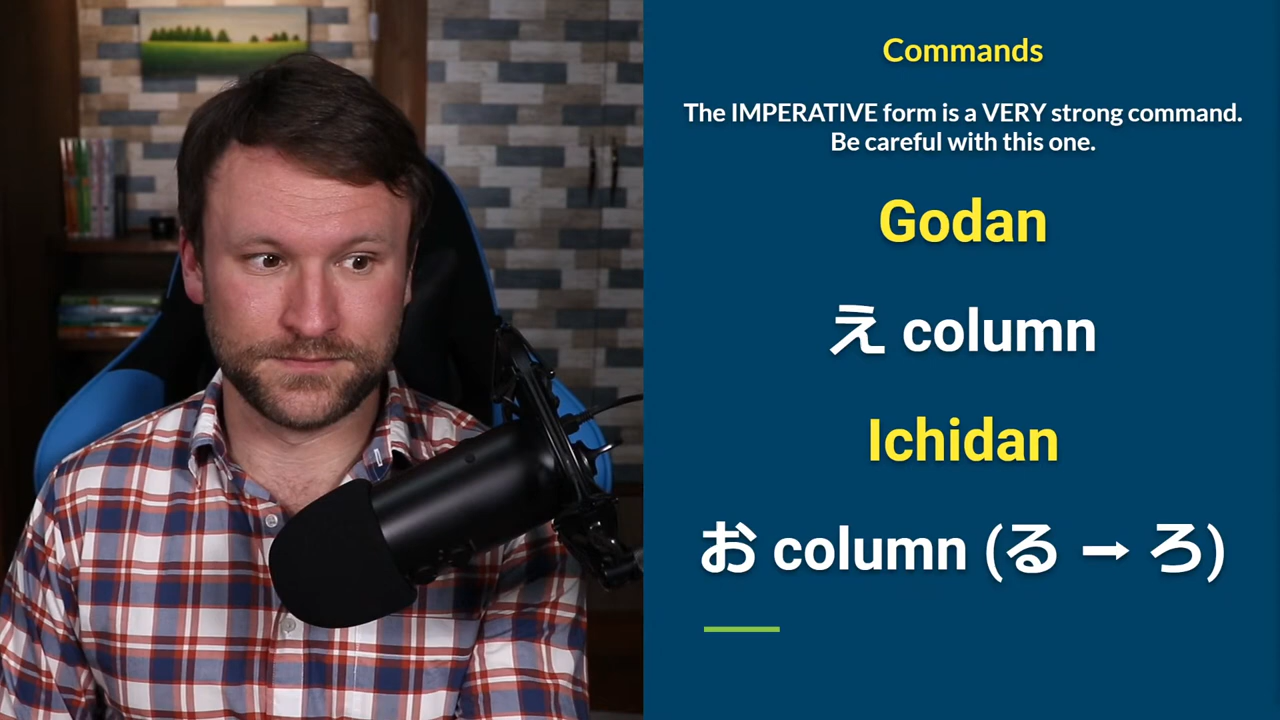 Commands
The IMPERATIVE form is a VERY strong command.
Be careful with this one.
Godan
え column
Ichidan
お column (る → ろ)